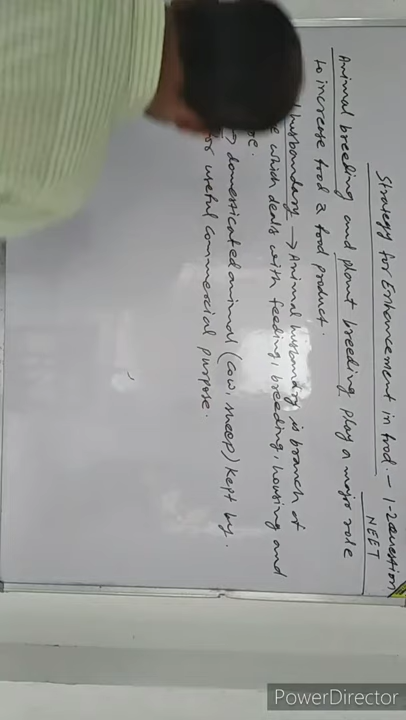 Strategy for Enhancement in food. - 1-2 question
NEET
Animal breeding and plant breeding play a major role
to increase food & food product.
husbandry → Animal husbandry is branch of
which deals with feeding, breeding, housing and
→ domesticated animal (cow, sheep) kept by.
for useful commercial purpose.
PowerDirector